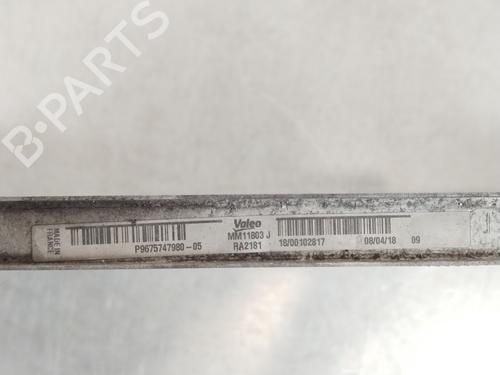 B-PARTS
MADE IN
FRANCE
P9675747980-05
Valeo
MM11803 J
RA2181
18/00102817
08/04/18
09